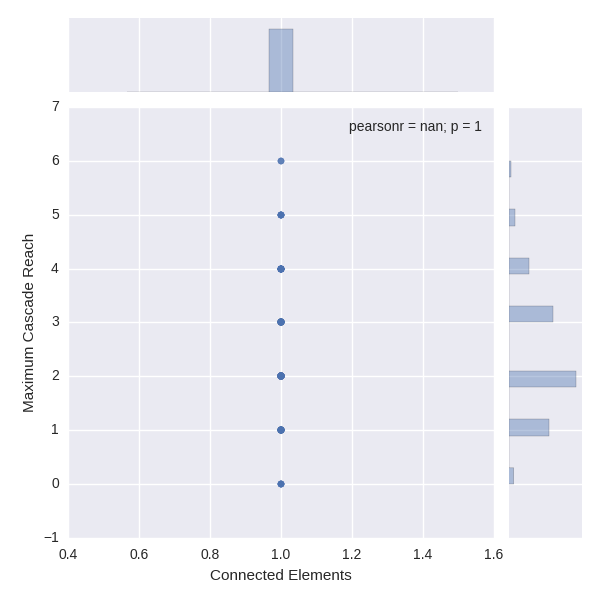 pearsonr = nan; p = 1
7
6
5
4
3
2
1
0
−1
Maximum Cascade Reach
0.4 0.6 0.8 1.0 1.2 1.4 1.6
Connected Elements